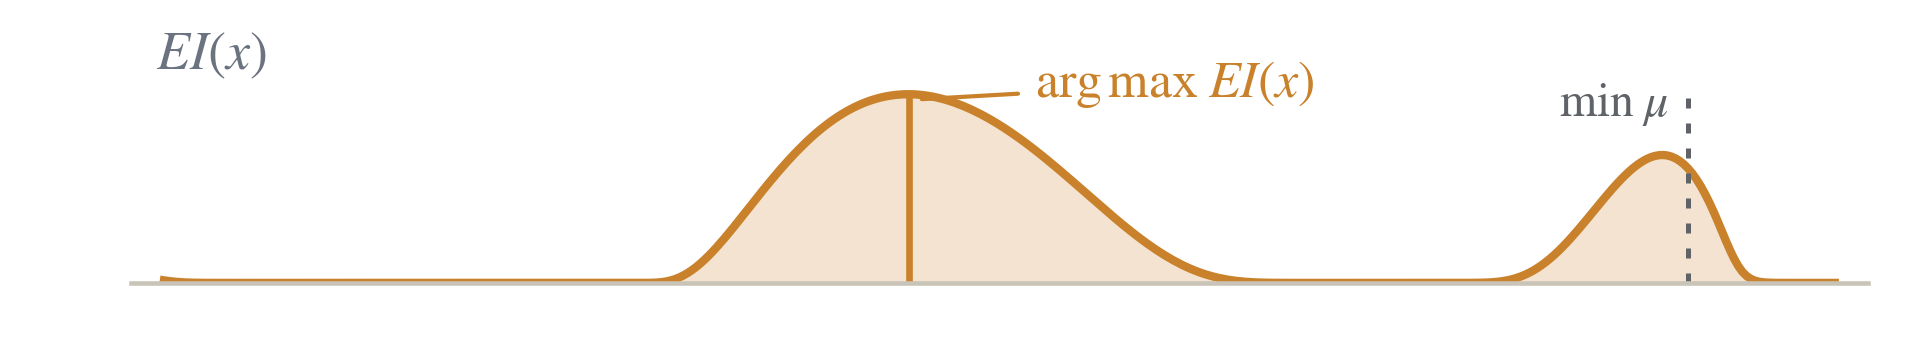 EI(x)
arg max EI(x)
min μ